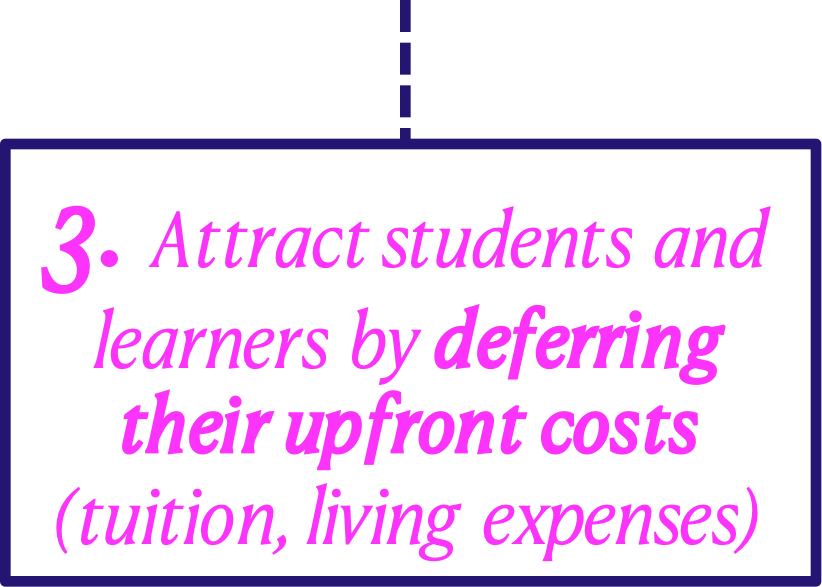 3. Attract students and
learners by deferring
their upfront costs
(tuition, living expenses)